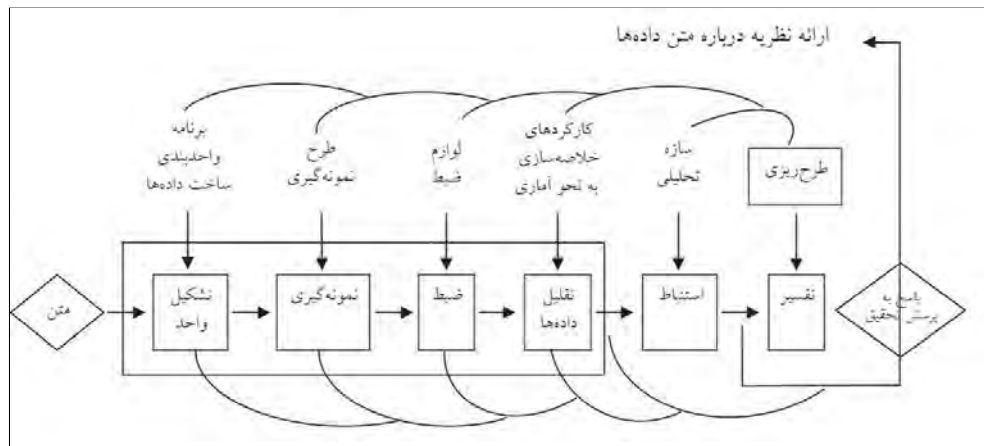 ارائه نظریه درباره متن داده‌ها
برنامه
واحدبندی
ساخت داده‌ها
طرح
نمونه‌گیری
لوازم
ضبط
کارکردهای
خلاصه‌سازی
به نحو آماری
سازه
تحلیلی
طرح‌ریزی
متن
تشکیل
واحد
نمونه‌گیری
ضبط
تقلیل
داده‌ها
استنباط
تفسیر
پاسخ به
پرسش تحقیق